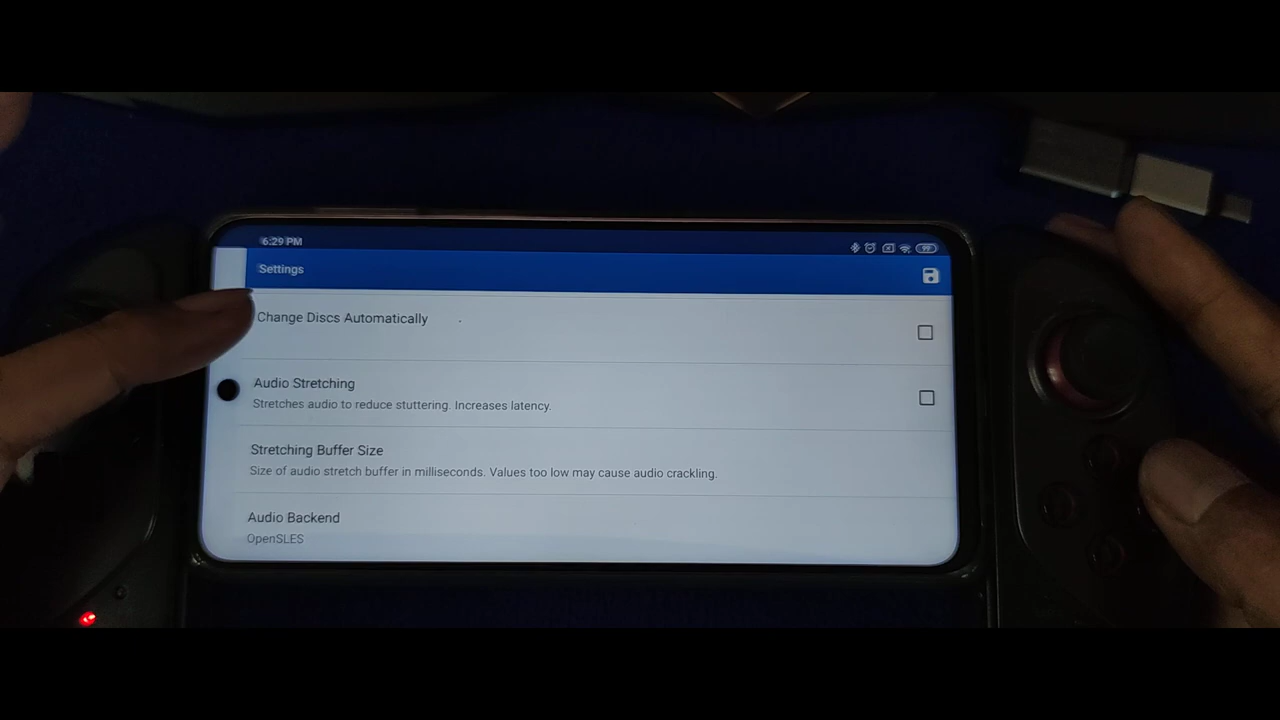 6:29 PM
99
Settings
Change Discs Automatically
Audio Stretching
Stretches audio to reduce stuttering. Increases latency.
Stretching Buffer Size
Size of audio stretch buffer in milliseconds. Values too low may cause audio crackling.
Audio Backend
OpenSLES